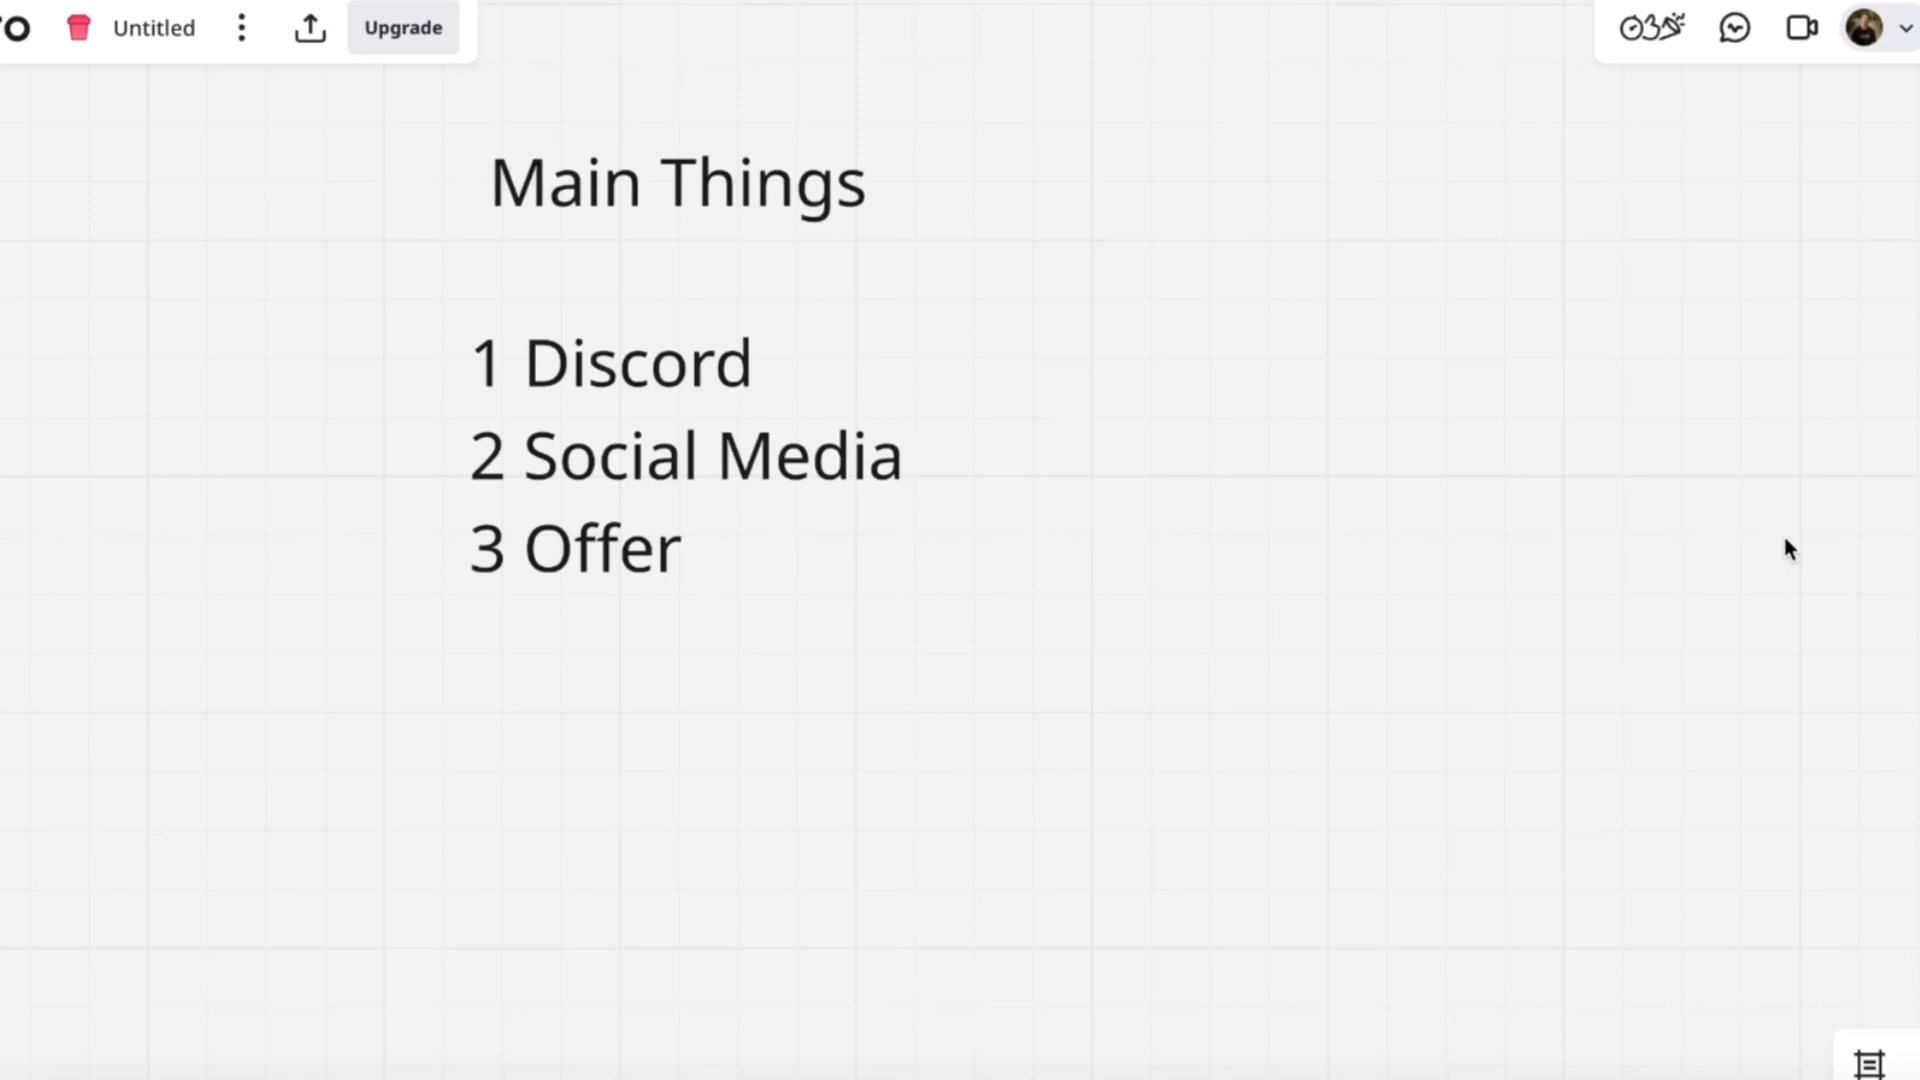 Untitled
Upgrade
Main Things
1 Discord
2 Social Media
3 Offer